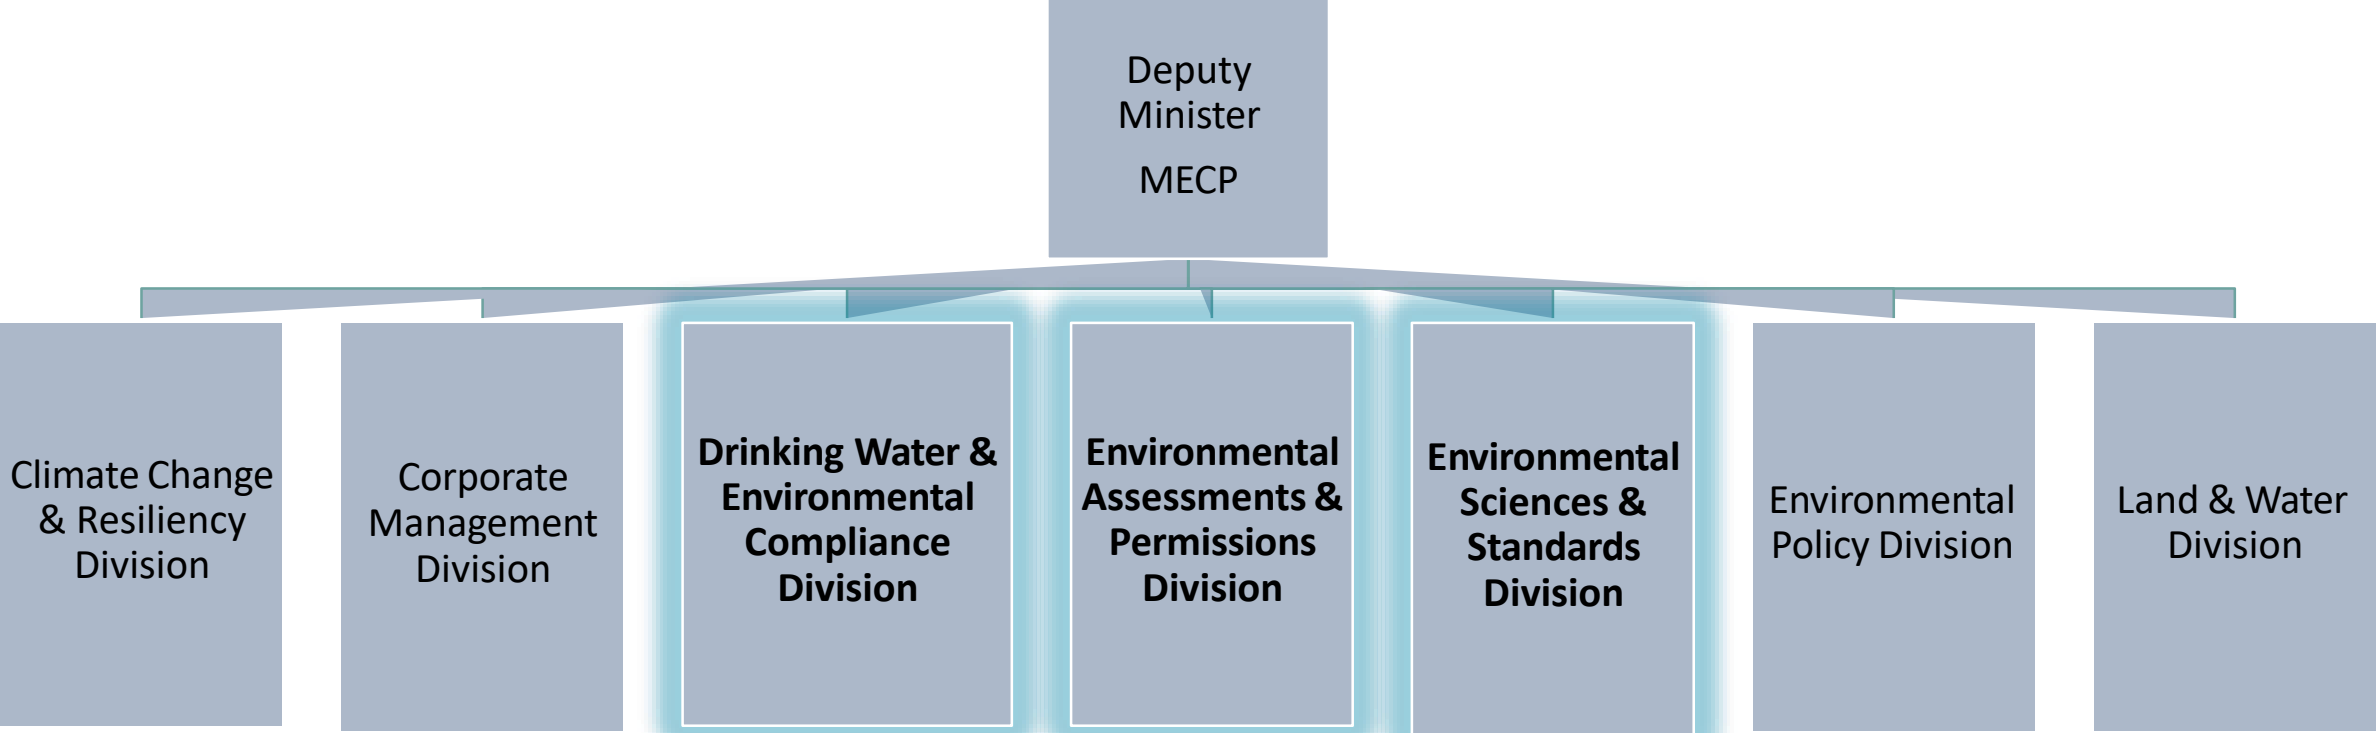 Deputy
Minister
MECP
Climate Change
& Resiliency
Division
Corporate
Management
Division
Drinking Water &
Environmental
Compliance
Division
Environmental
Assessments &
Permissions
Division
Environmental
Sciences &
Standards
Division
Environmental
Policy Division
Land & Water
Division